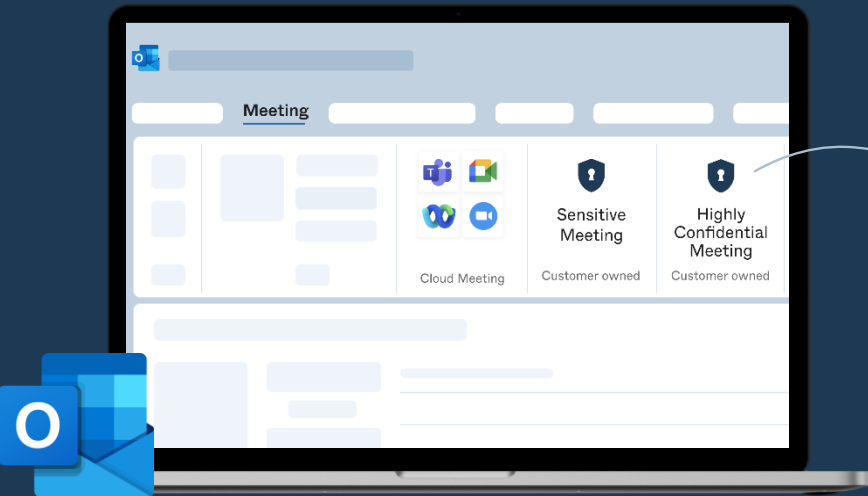 Meeting
T
Sensitive
Meeting
Highly
Confidential
Meeting
Cloud Meeting
Customer owned
Customer owned
O
O